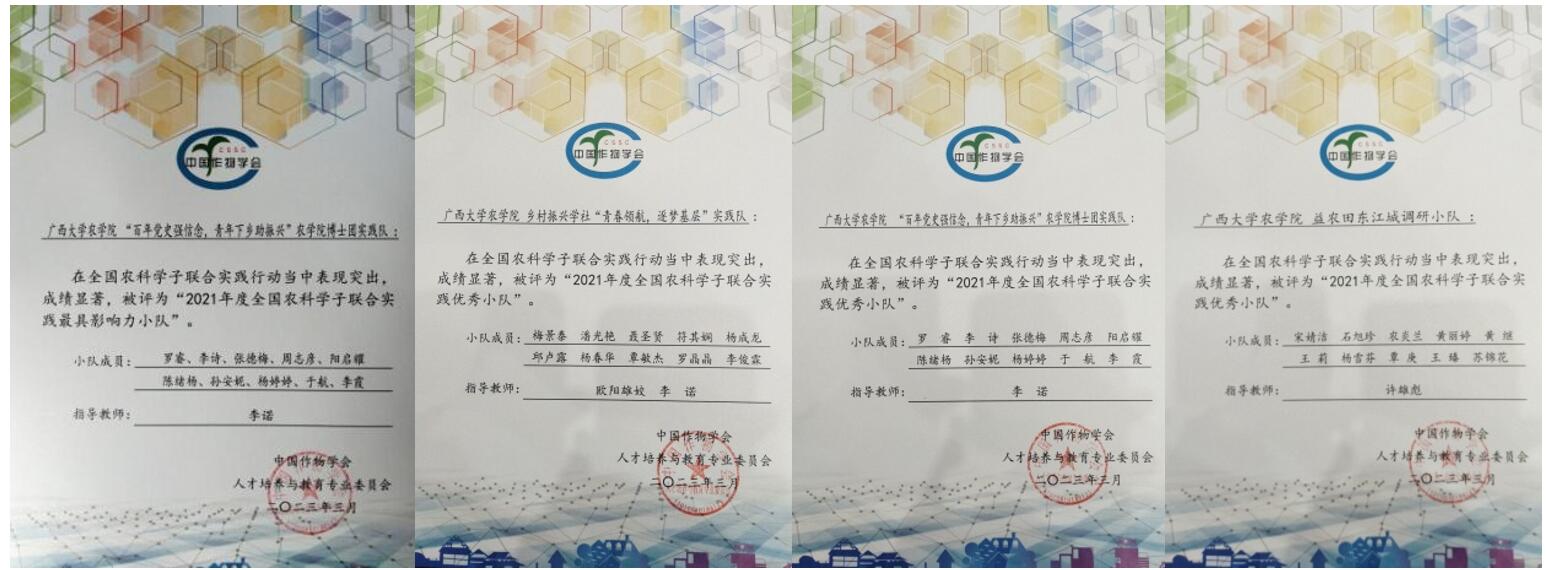 CSSC
中国作物学会
广西大学农学院 “百年党史强信念,青年下乡助振兴”农学院博士团实践队:
在全国农科学子联合实践行动当中表现突出,
成绩显著,被评为“2021年度全国农科学子联合实
践最具影响力小队”。
小队成员: 罗睿、李诗、张德梅、周志彦、阳启耀
陈绪杨、孙安妮、杨婷婷、于航、李霞
指导教师: 李诺
中国作物学会
人才培养与教育专业委员会
二〇二三年三月
CSSC
中国作物学会
广西大学农学院 乡村振兴学社“青春领航,逐梦基层”实践队 :
在全国农科学子联合实践行动当中表现突出,
成绩显著,被评为“2021年度全国农科学子联合实
践优秀小队”。
小队成员: 梅景泰 潘光艳 聂圣贤 符其娴 杨成龙
邱卢露 杨春华 覃敏杰 罗晶晶 李俊霖
指导教师: 欧阳雄姣 李 诺
中国作物学会
人才培养与教育专业委员会
二〇二三年三月
CSSC
中国作物学会
广西大学农学院 “百年党史强信念,青年下乡助振兴”农学院博士团实践队:
在全国农科学子联合实践行动当中表现突出,
成绩显著,被评为“2021年度全国农科学子联合实
践优秀小队”。
小队成员: 罗 睿 李 诗 张德梅 周志彦 阳启耀
陈绪杨 孙安妮 杨婷婷 于 航 李 霞
指导教师: 李 诺
中国作物学会
人才培养与教育专业委员会
二〇二三年三月
CSSC
中国作物学会
广西大学农学院 益农田东江城调研小队 :
在全国农科学子联合实践行动当中表现突出,
成绩显著,被评为“2021年度全国农科学子联合实
践优秀小队”。
小队成员: 宋婧洁 石旭珍 农炎兰 黄丽婷 黄 继
王 莉 杨雪芬 覃 庚 王 臻 苏锦花
指导教师: 许雄彪
中国作物学会
人才培养与教育专业委员会
二〇二三年三月